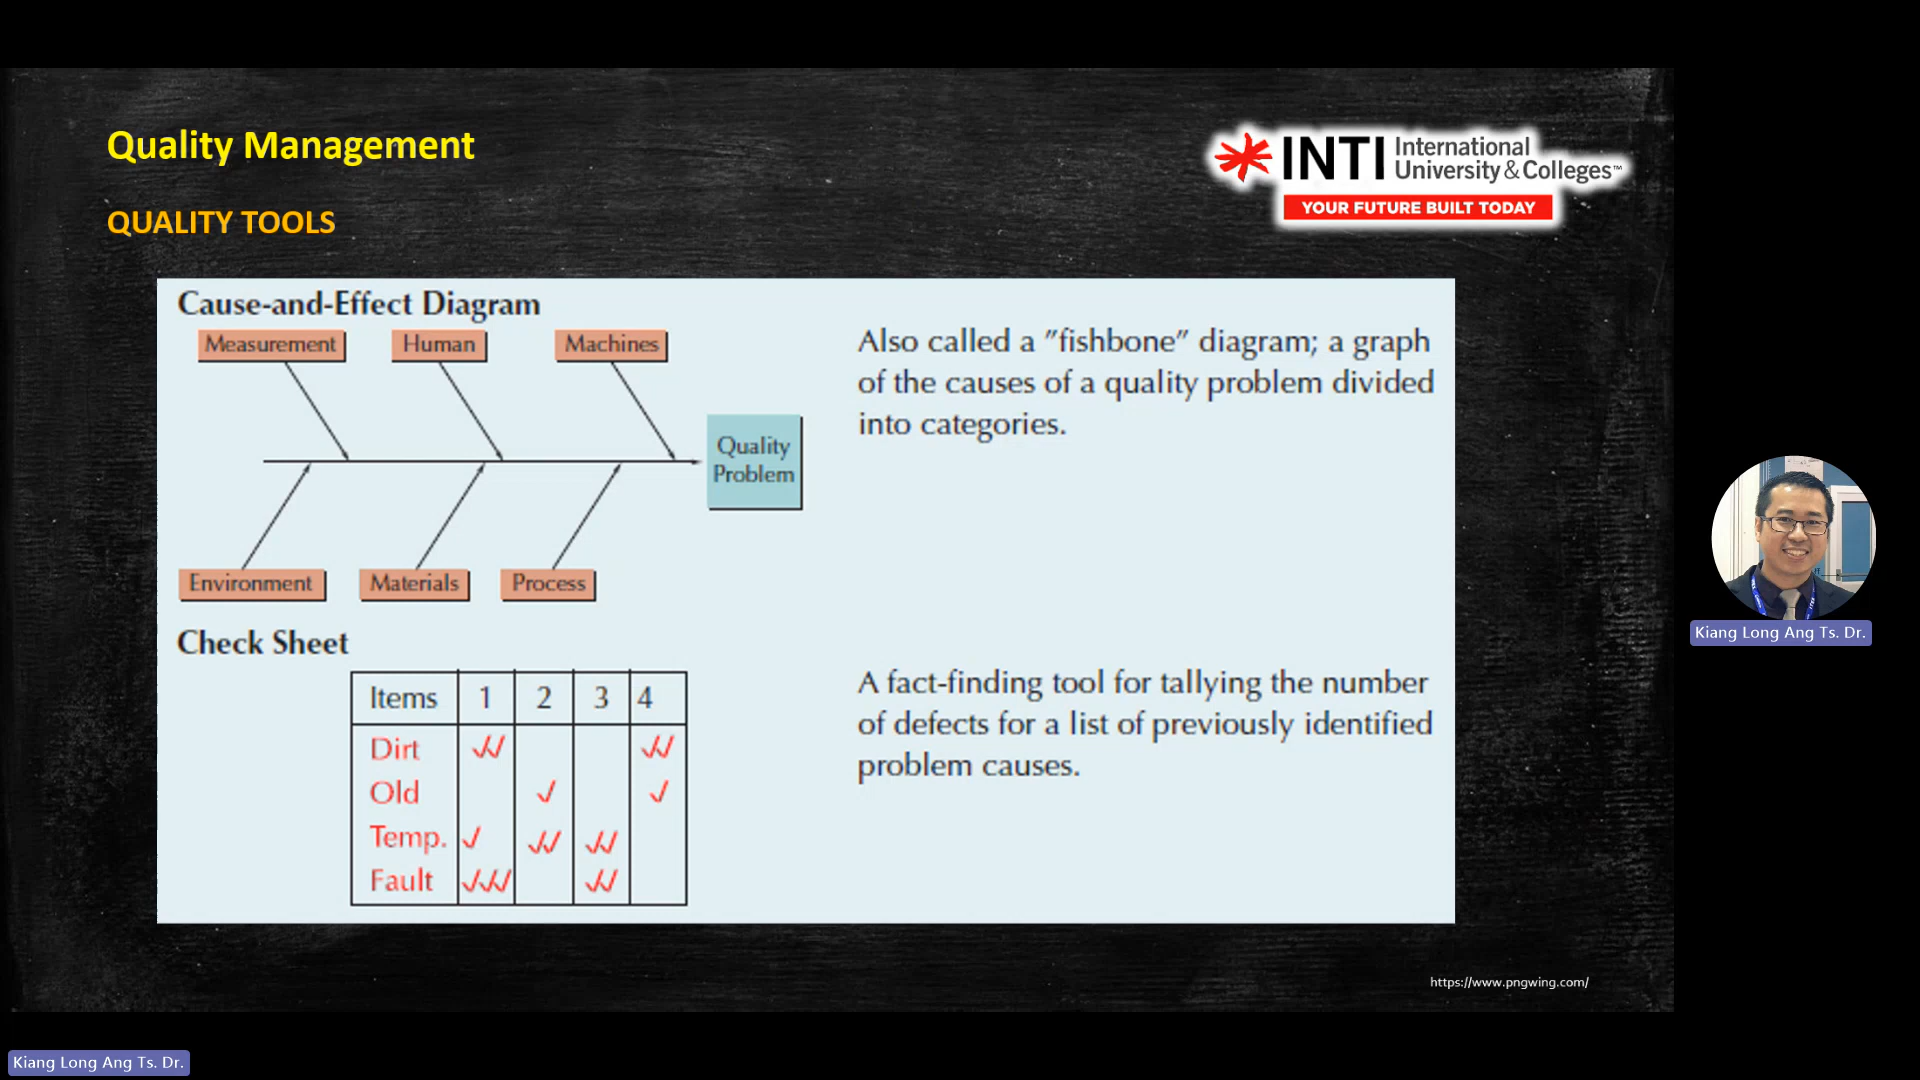 Quality Management
INTI International
University & Colleges™
YOUR FUTURE BUILT TODAY
QUALITY TOOLS
Cause-and-Effect Diagram
Measurement Human Machines
Quality
Problem
Environment Materials Process
Also called a "fishbone" diagram; a graph
of the causes of a quality problem divided
into categories.
Check Sheet
Items 1 2 3 4
Dirt ✓✓ ✓✓
Old ✓ ✓
Temp. ✓ ✓✓ ✓✓
Fault ✓✓✓ ✓✓
A fact-finding tool for tallying the number
of defects for a list of previously identified
problem causes.
https://www.pngwing.com/
Kiang Long Ang Ts. Dr.
Kiang Long Ang Ts. Dr.